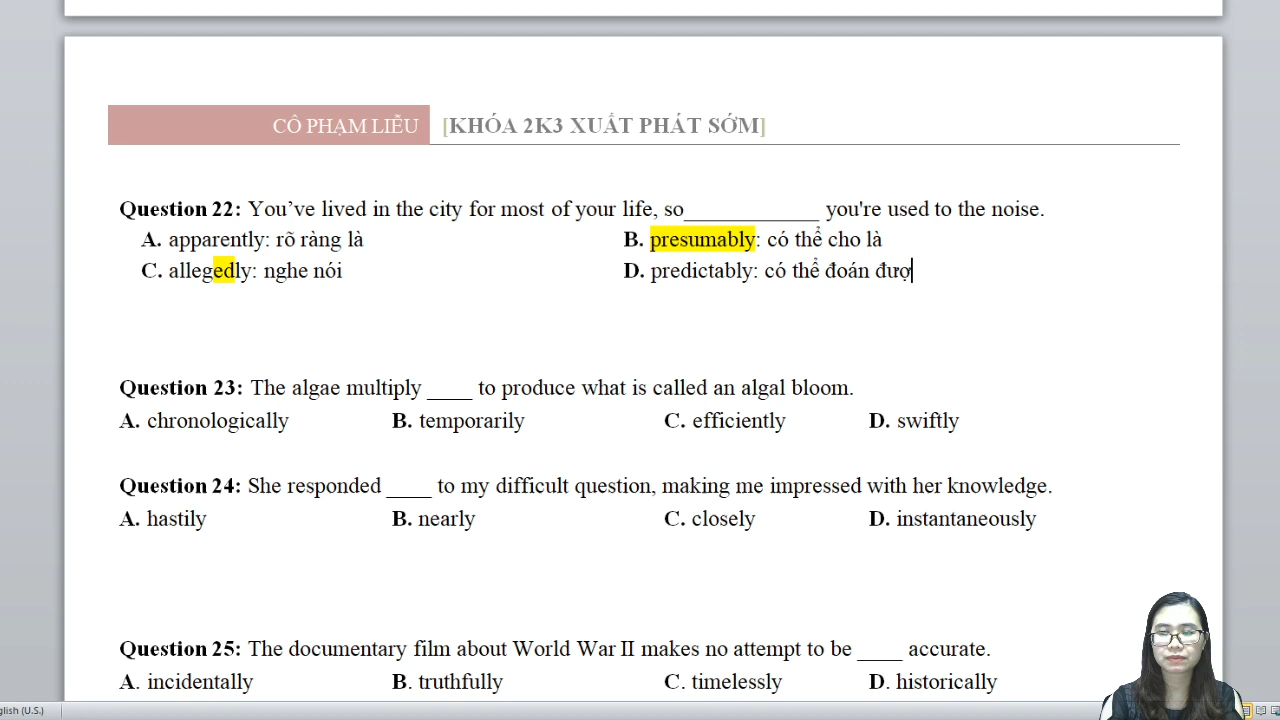 CÔ PHẠM LIỄU [KHÓA 2K3 XUẤT PHÁT SỚM]
Question 22: You’ve lived in the city for most of your life, so____________ you're used to the noise.
A. apparently: rõ ràng là B. presumably: có thể cho là
C. allegedly: nghe nói D. predictably: có thể đoán đượ
Question 23: The algae multiply ____ to produce what is called an algal bloom.
A. chronologically B. temporarily C. efficiently D. swiftly
Question 24: She responded ____ to my difficult question, making me impressed with her knowledge.
A. hastily B. nearly C. closely D. instantaneously
Question 25: The documentary film about World War II makes no attempt to be ____ accurate.
A. incidentally B. truthfully C. timelessly D. historically
glish (U.S.)